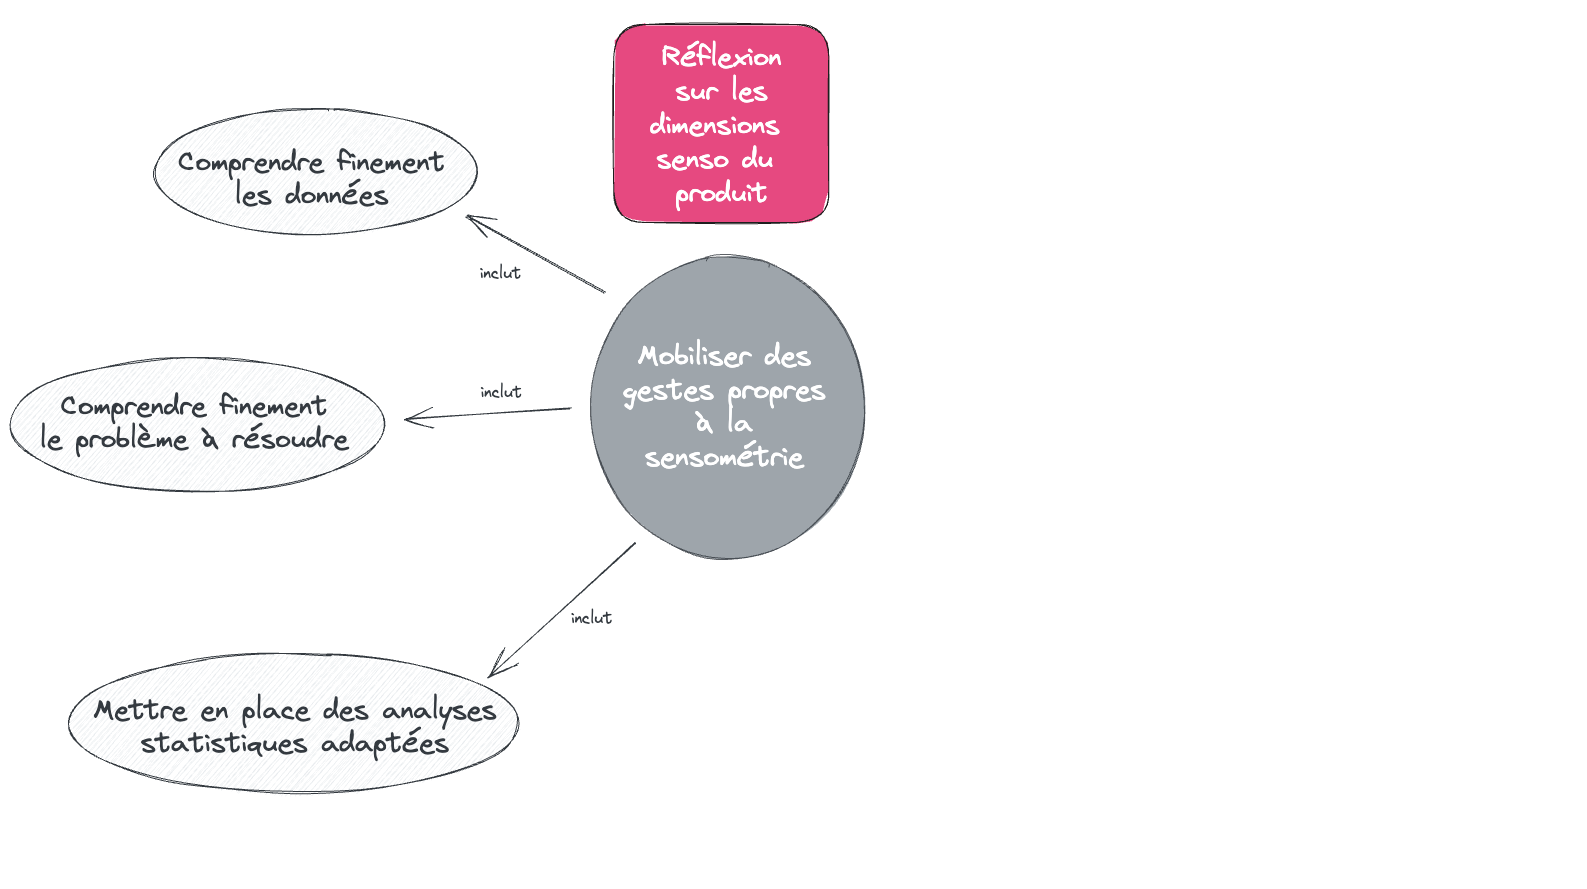 Réflexion
sur les
dimensions
senso du
produit
Comprendre finement
les données
inclut
Mobiliser des
gestes propres
à la
sensométrie
inclut
Comprendre finement
le problème à résoudre
inclut
Mettre en place des analyses
statistiques adaptées